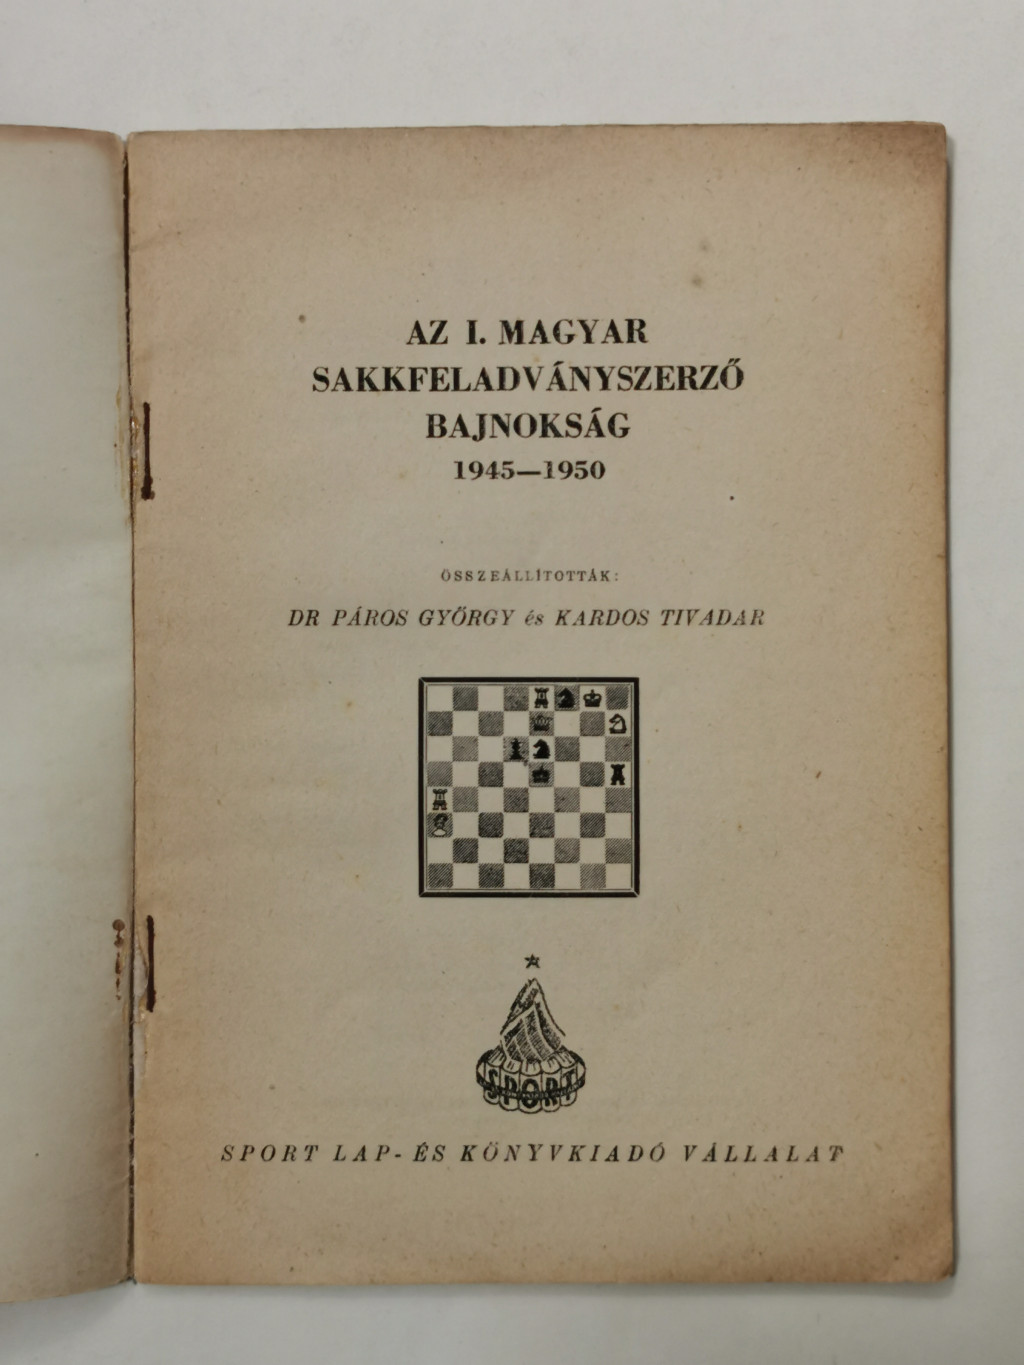 AZ I. MAGYAR
SAKKFELADVÁNYSZERZŐ
BAJNOKSÁG
1945—1950
ÖSSZEÁLLÍTOTTÁK:
DR PÁROS GYÖRGY és KARDOS TIVADAR
SPORT
SPORT LAP- ÉS KÖNYVKIADÓ VÁLLALAT